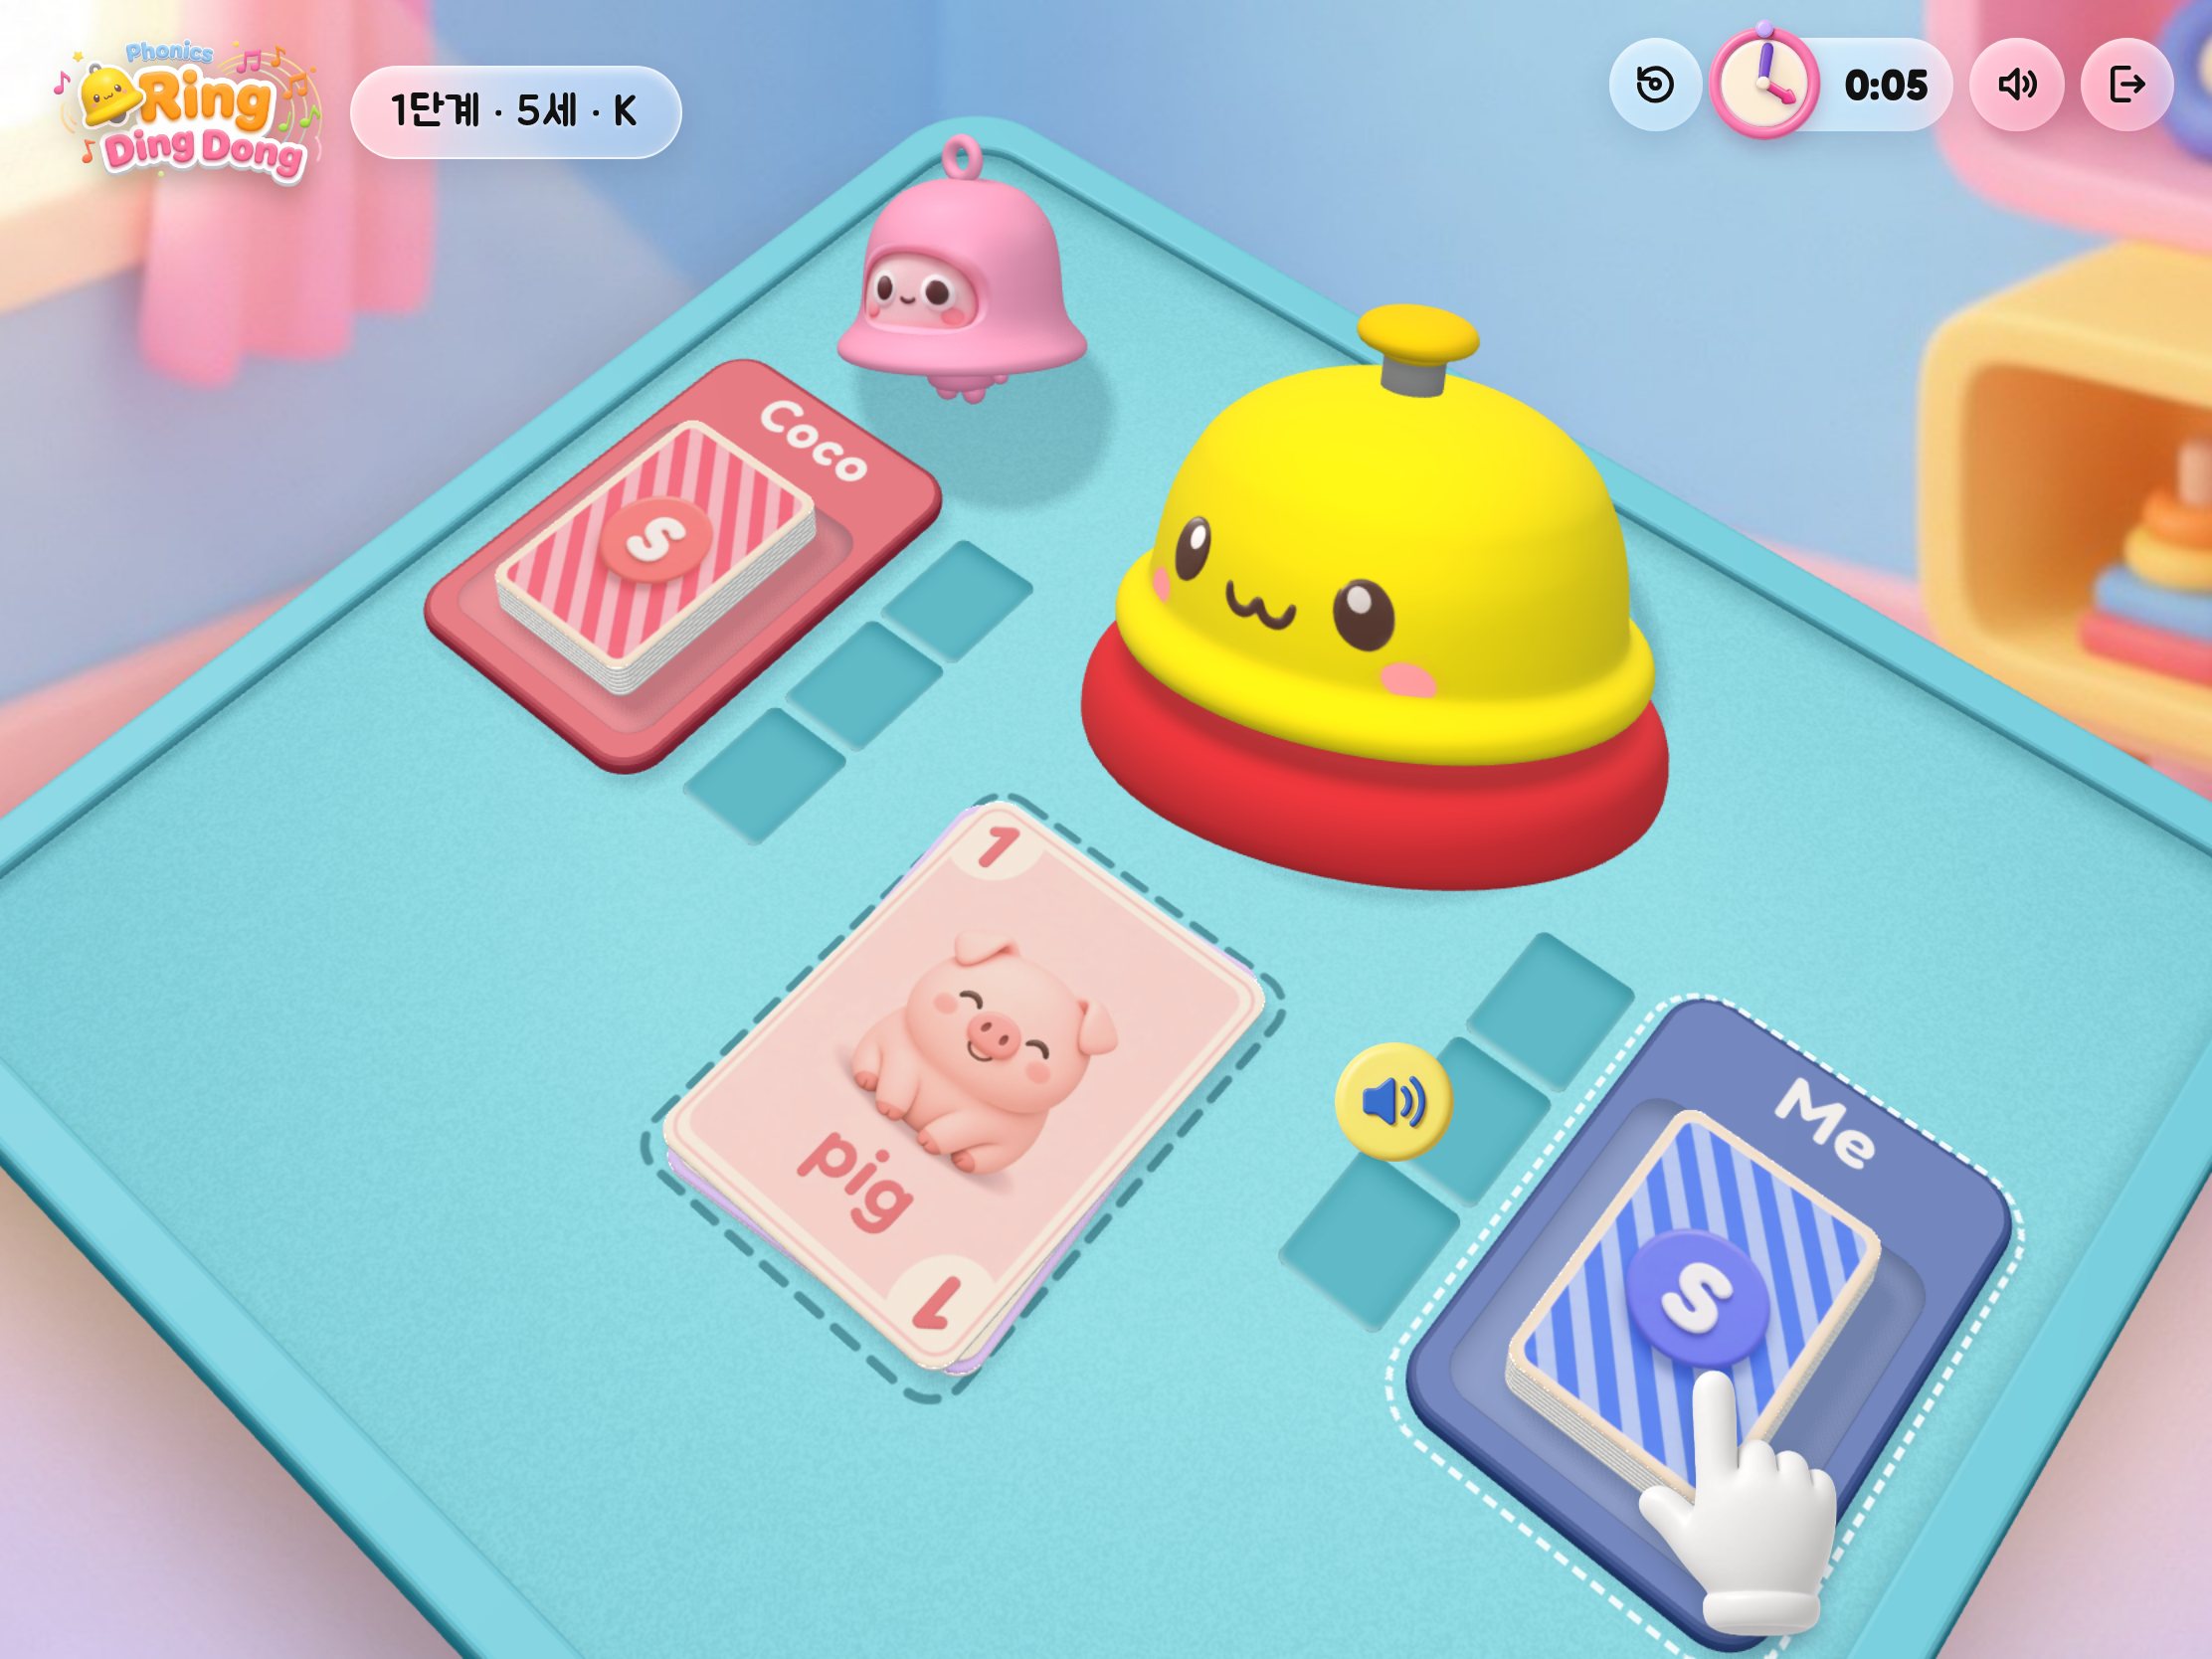 Phonics
Ring
Ding Dong
1단계 · 5세 · K
0:05
Coco
S
1
pig
1
Me
S